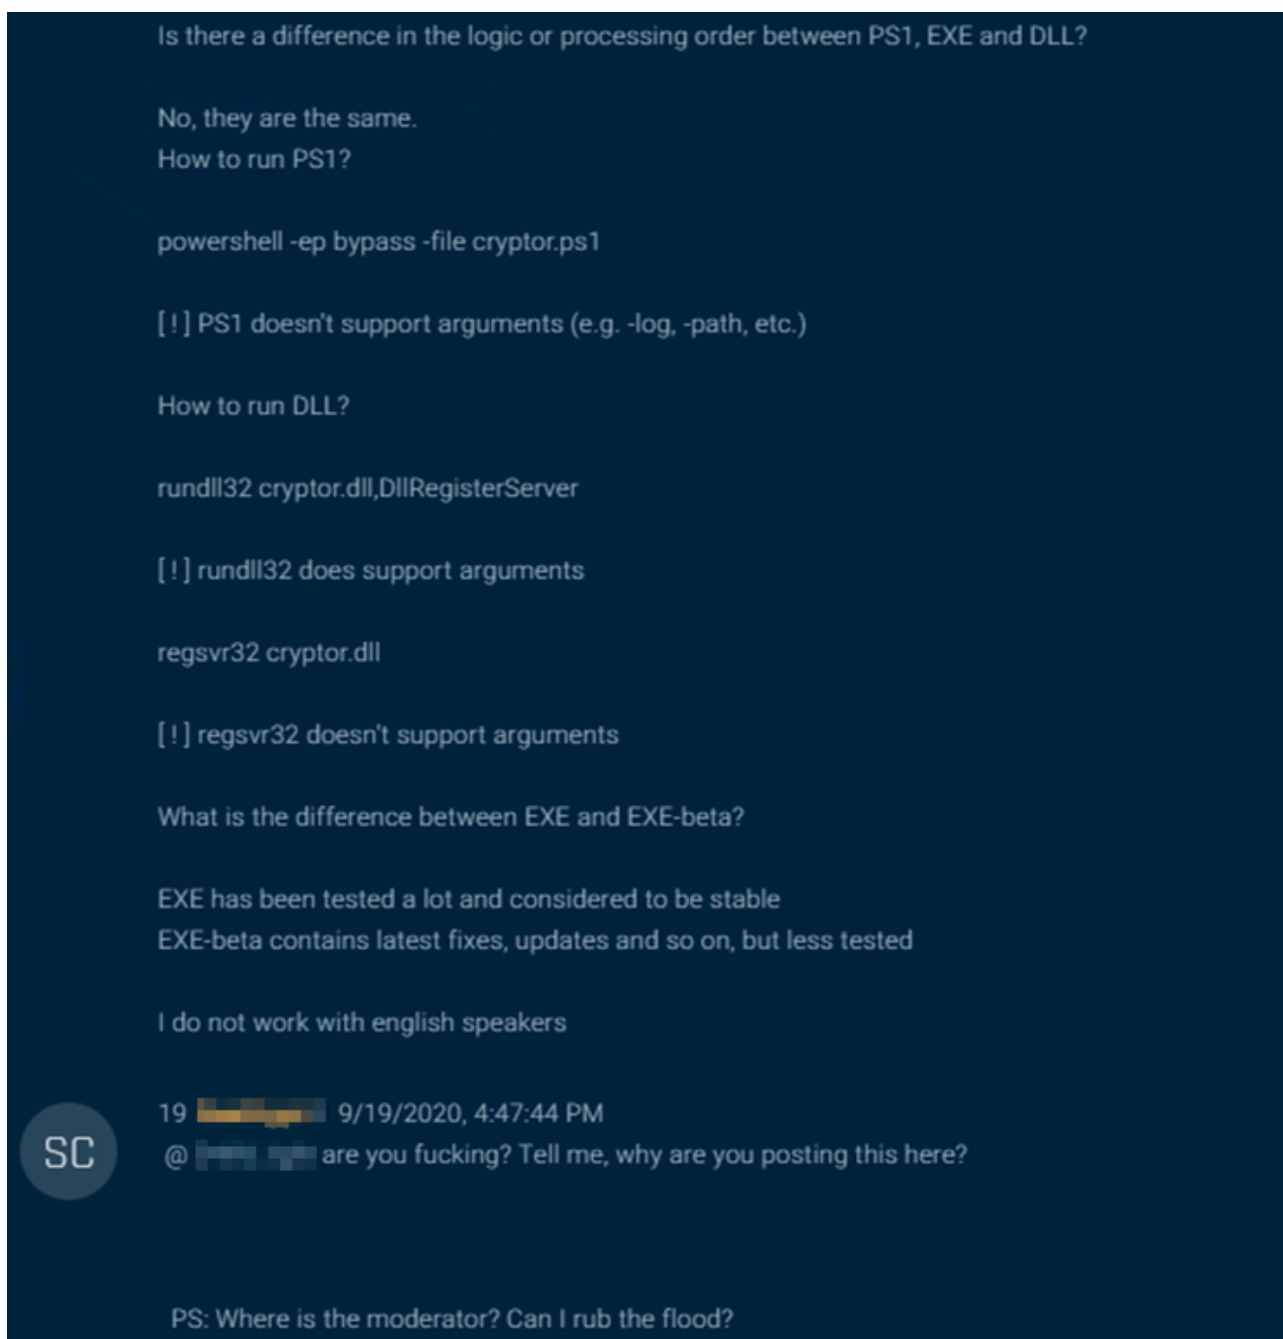 Is there a difference in the logic or processing order between PS1, EXE and DLL?
No, they are the same.
How to run PS1?
powershell -ep bypass -file cryptor.ps1
[ ! ] PS1 doesn't support arguments (e.g. -log, -path, etc.)
How to run DLL?
rundll32 cryptor.dll,DllRegisterServer
[ ! ] rundll32 does support arguments
regsvr32 cryptor.dll
[ ! ] regsvr32 doesn't support arguments
What is the difference between EXE and EXE-beta?
EXE has been tested a lot and considered to be stable
EXE-beta contains latest fixes, updates and so on, but less tested
I do not work with english speakers
19 9/19/2020, 4:47:44 PM
SC
@ are you fucking? Tell me, why are you posting this here?
PS: Where is the moderator? Can I rub the flood?